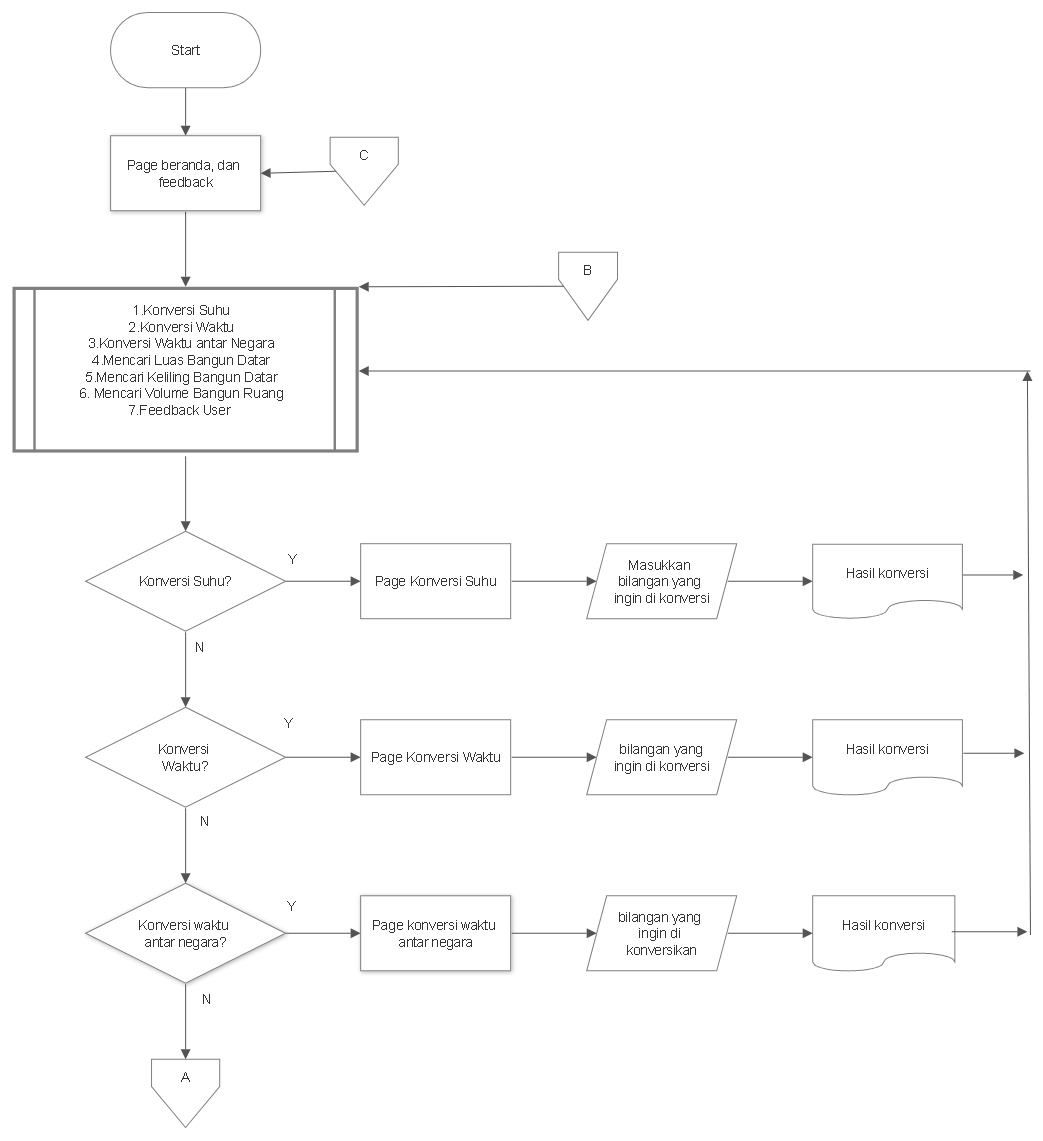 Start
Page beranda, dan
feedback
C
B
1.Konversi Suhu
2.Konversi Waktu
3.Konversi Waktu antar Negara
4.Mencari Luas Bangun Datar
5.Mencari Keliling Bangun Datar
6. Mencari Volume Bangun Ruang
7.Feedback User
Konversi Suhu?
Y
Page Konversi Suhu
Masukkan
bilangan yang
ingin di konversi
Hasil konversi
N
Konversi
Waktu?
Y
Page Konversi Waktu
bilangan yang
ingin di konversi
Hasil konversi
N
Konversi waktu
antar negara?
Y
Page konversi waktu
antar negara
bilangan yang
ingin di
konversikan
Hasil konversi
N
A